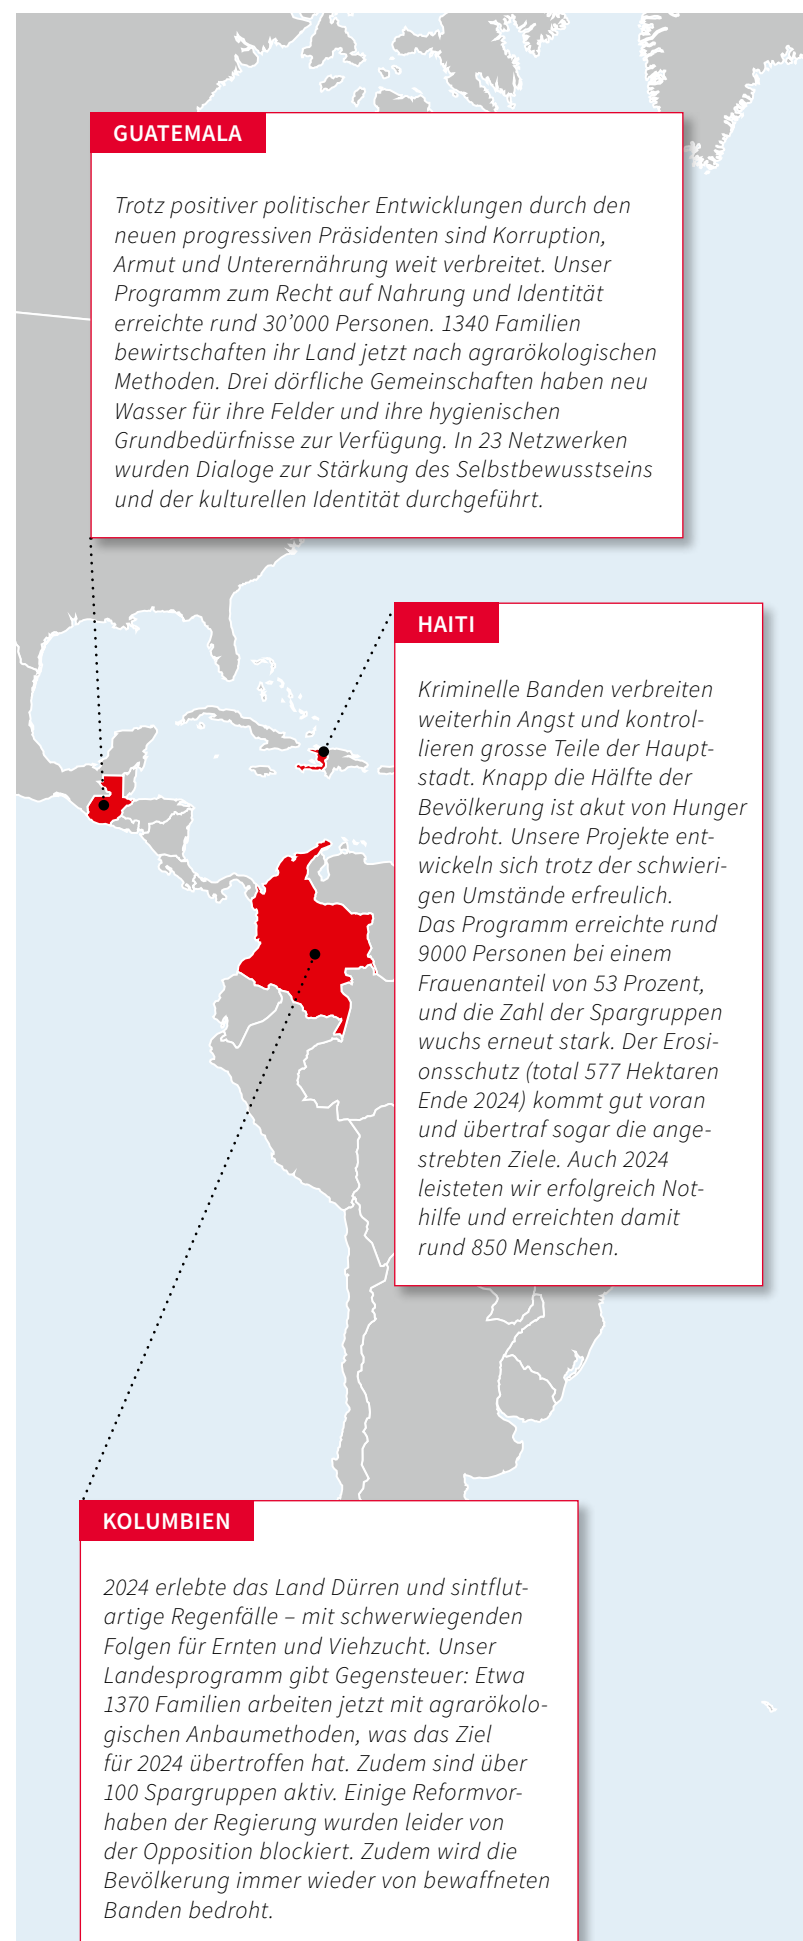 GUATEMALA
Trotz positiver politischer Entwicklungen durch den
neuen progressiven Präsidenten sind Korruption,
Armut und Unterernährung weit verbreitet. Unser
Programm zum Recht auf Nahrung und Identität
erreichte rund 30’000 Personen. 1340 Familien
bewirtschaften ihr Land jetzt nach agrarökologischen
Methoden. Drei dörfliche Gemeinschaften haben neu
Wasser für ihre Felder und ihre hygienischen
Grundbedürfnisse zur Verfügung. In 23 Netzwerken
wurden Dialoge zur Stärkung des Selbstbewusstseins
und der kulturellen Identität durchgeführt.
HAITI
Kriminelle Banden verbreiten
weiterhin Angst und kontrol-
lieren grosse Teile der Haupt-
stadt. Knapp die Hälfte der
Bevölkerung ist akut von Hunger
bedroht. Unsere Projekte ent-
wickeln sich trotz der schwieri-
gen Umstände erfreulich.
Das Programm erreichte rund
9000 Personen bei einem
Frauenanteil von 53 Prozent,
und die Zahl der Spargruppen
wuchs erneut stark. Der Erosi-
onsschutz (total 577 Hektaren
Ende 2024) kommt gut voran
und übertraf sogar die ange-
strebten Ziele. Auch 2024
leisteten wir erfolgreich Not-
hilfe und erreichten damit
rund 850 Menschen.
KOLUMBIEN
2024 erlebte das Land Dürren und sintflut-
artige Regenfälle – mit schwerwiegenden
Folgen für Ernten und Viehzucht. Unser
Landesprogramm gibt Gegensteuer: Etwa
1370 Familien arbeiten jetzt mit agrarökolo-
gischen Anbaumethoden, was das Ziel
für 2024 übertroffen hat. Zudem sind über
100 Spargruppen aktiv. Einige Reformvor-
haben der Regierung wurden leider von
der Opposition blockiert. Zudem wird die
Bevölkerung immer wieder von bewaffneten
Banden bedroht.